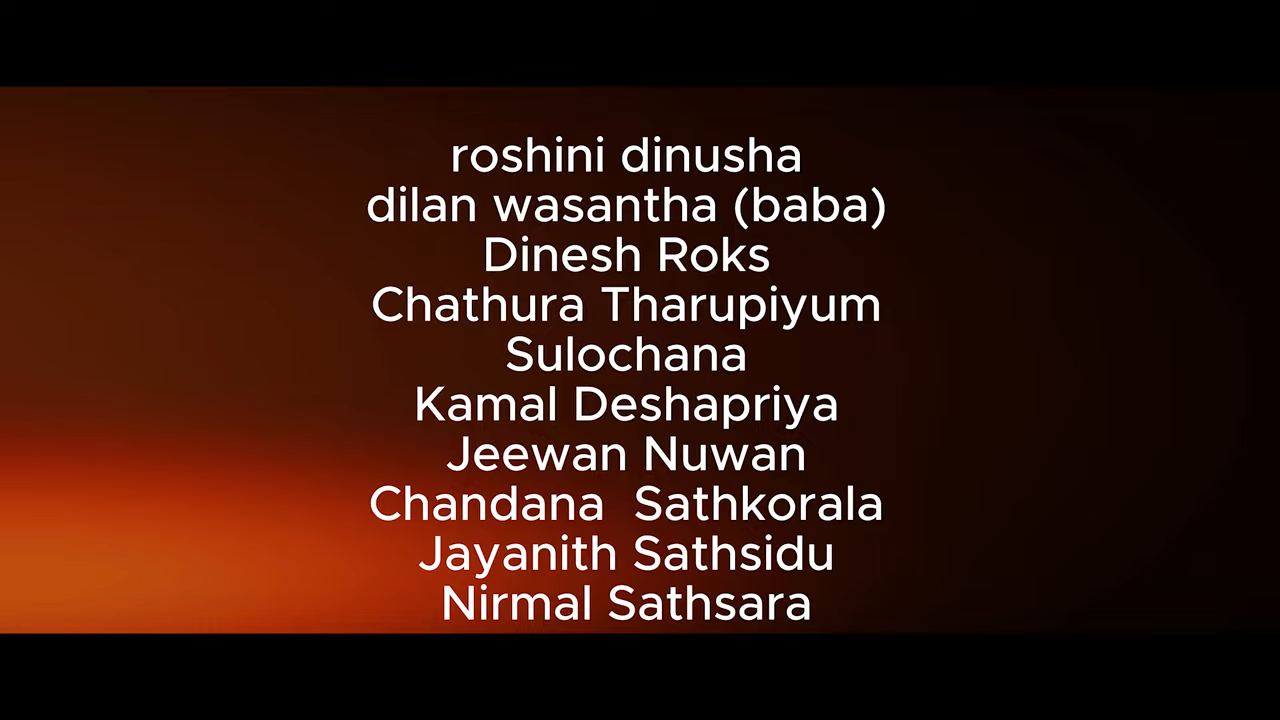 roshini dinusha
dilan wasantha (baba)
Dinesh Roks
Chathura Tharupiyum
Sulochana
Kamal Deshapriya
Jeewan Nuwan
Chandana  Sathkorala
Jayanith Sathsidu
Nirmal Sathsara